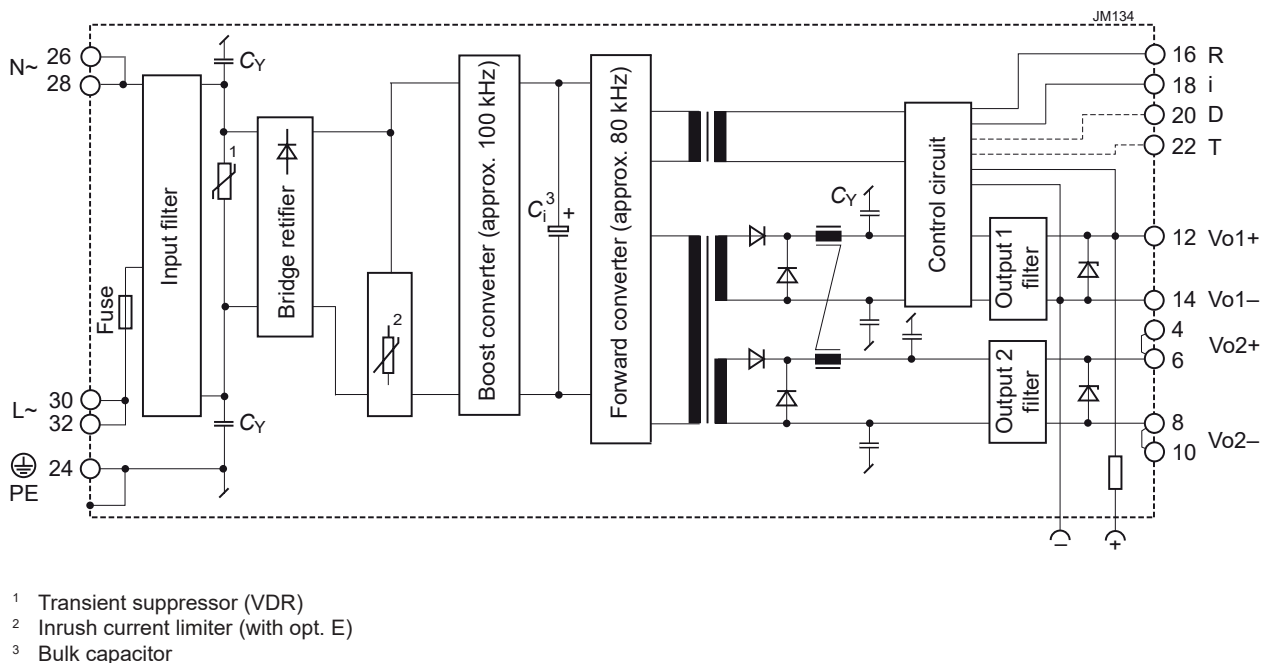 JM134
N~
26
28
30
32
L~
24
PE
Fuse
Input filter
CY
1
CY
Bridge retifier
2
Boost converter (approx. 100 kHz)
Ci3
+
Forward converter (approx. 80 kHz)
CY
Control circuit
Output 1
filter
Output 2
filter
16 R
18 i
20 D
22 T
12 Vo1+
14 Vo1–
4
Vo2+
6
8
Vo2–
10
–
+
1 Transient suppressor (VDR)
2 Inrush current limiter (with opt. E)
3 Bulk capacitor